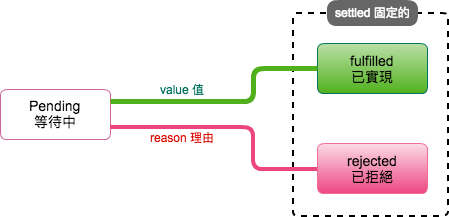 settled 固定的
fulfilled
已實現
value 值
Pending
等待中
reason 理由
rejected
已拒絕